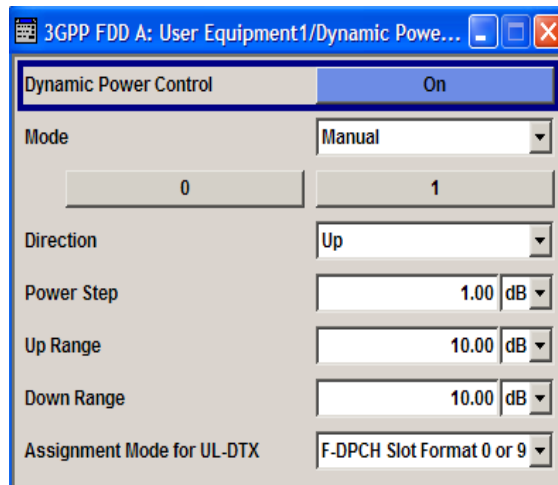 3GPP FDD A: User Equipment1/Dynamic Powe...
Dynamic Power Control On
Mode Manual
0 1
Direction Up
Power Step 1.00 dB
Up Range 10.00 dB
Down Range 10.00 dB
Assignment Mode for UL-DTX F-DPCH Slot Format 0 or 9